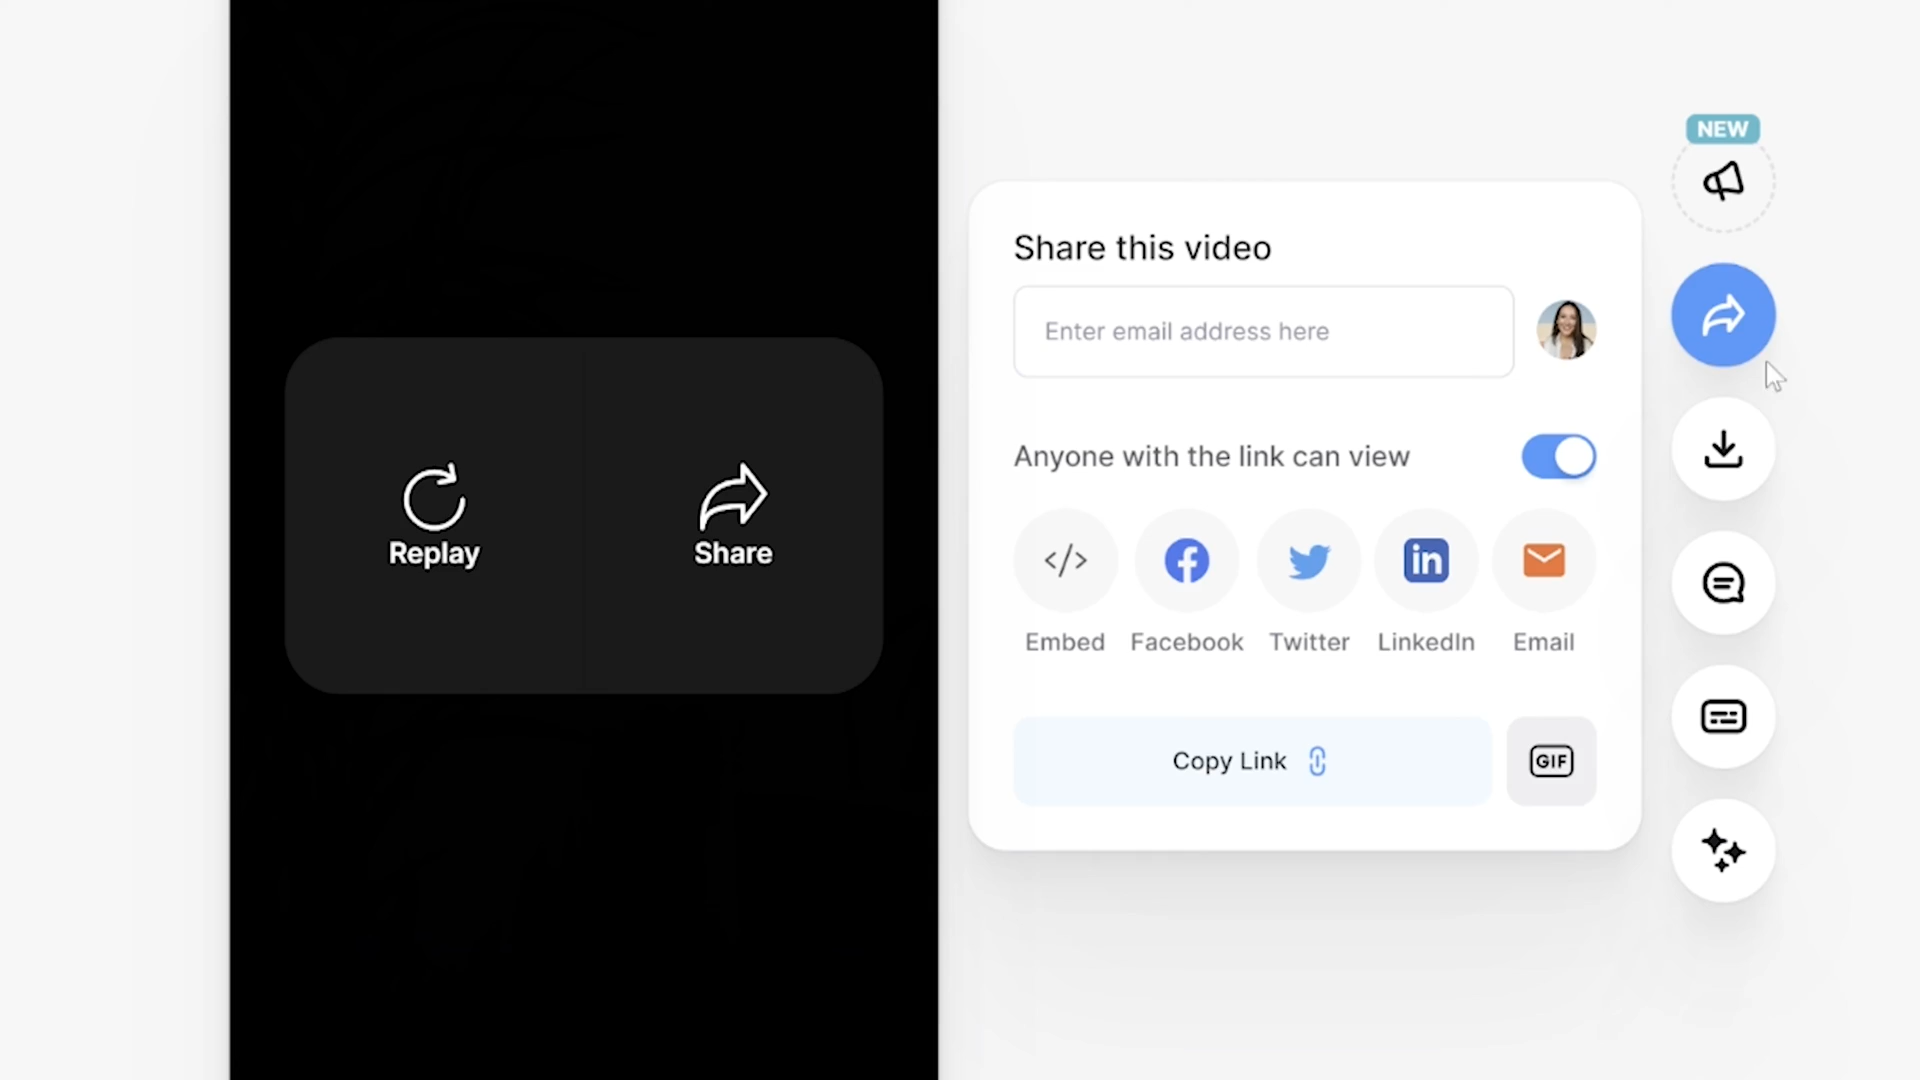 NEW
Share this video
Enter email address here
Anyone with the link can view
Replay
Share
Embed
Facebook
Twitter
LinkedIn
Email
Copy Link
GIF